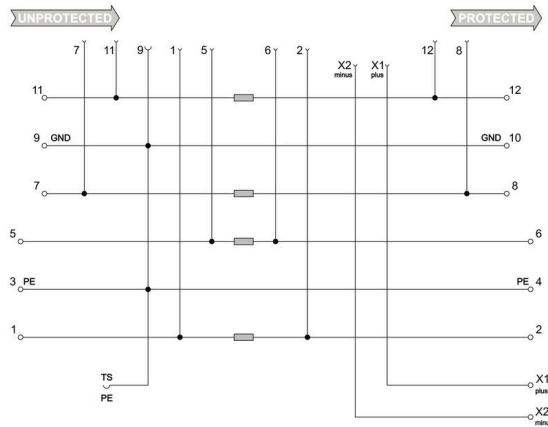 UNPROTECTED PROTECTED
7 11 9 1 5 6 2 X2 minus X1 plus 12 8
11 12
9 GND GND 10
7 8
5 6
3 PE PE 4
1 2
TS
PE
X1
plus
X2